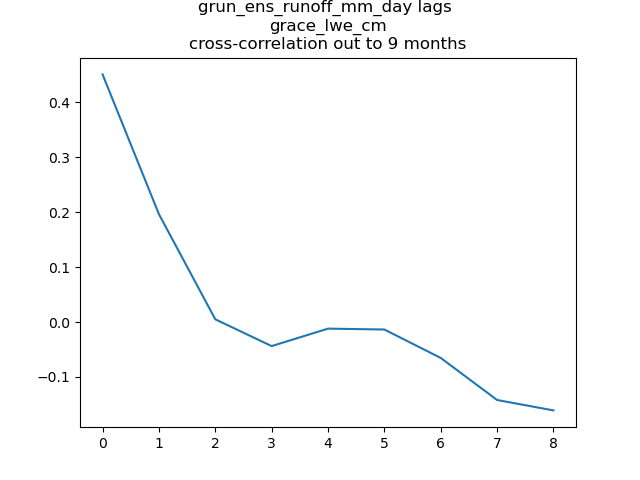 grun_ens_runoff_mm_day lags
grace_lwe_cm
cross-correlation out to 9 months
0.4
0.3
0.2
0.1
0.0
−0.1
0 1 2 3 4 5 6 7 8